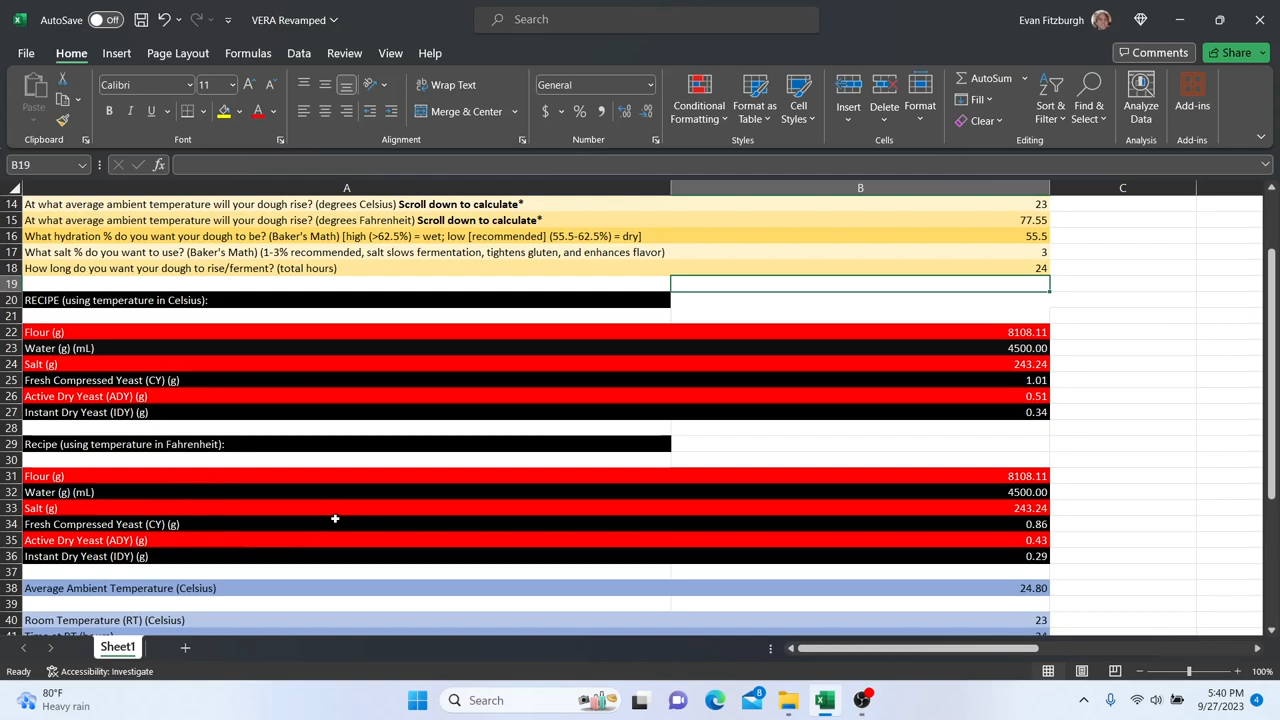 AutoSave Off VERA Revamped Search Evan Fitzburgh
File Home Insert Page Layout Formulas Data Review View Help Comments Share
Paste Calibri 11 Wrap Text General Conditional Formatting Format as Table Cell Styles Insert Delete Format AutoSum Fill Clear Sort & Filter Find & Select Analyze Data Add-ins
B I U Merge & Center $ %
Clipboard Font Alignment Number Styles Cells Editing Analysis Add-ins
B19 fx
A B C
14 At what average ambient temperature will your dough rise? (degrees Celsius) Scroll down to calculate* 23
15 At what average ambient temperature will your dough rise? (degrees Fahrenheit) Scroll down to calculate* 77.55
16 What hydration % do you want your dough to be? (Baker's Math) [high (>62.5%) = wet; low [recommended] (55.5-62.5%) = dry] 55.5
17 What salt % do you want to use? (Baker's Math) (1-3% recommended, salt slows fermentation, tightens gluten, and enhances flavor) 3
18 How long do you want your dough to rise/ferment? (total hours) 24
19
20 RECIPE (using temperature in Celsius):
21
22 Flour (g) 8108.11
23 Water (g) (mL) 4500.00
24 Salt (g) 243.24
25 Fresh Compressed Yeast (CY) (g) 1.01
26 Active Dry Yeast (ADY) (g) 0.51
27 Instant Dry Yeast (IDY) (g) 0.34
28
29 Recipe (using temperature in Fahrenheit):
30
31 Flour (g) 8108.11
32 Water (g) (mL) 4500.00
33 Salt (g) 243.24
34 Fresh Compressed Yeast (CY) (g) 0.86
35 Active Dry Yeast (ADY) (g) 0.43
36 Instant Dry Yeast (IDY) (g) 0.29
37
38 Average Ambient Temperature (Celsius) 24.80
39
40 Room Temperature (RT) (Celsius) 23
41 Time at RT (hours) 24
Sheet1
Ready Accessibility: Investigate 100%
80°F Search 8 5:40 PM
Heavy rain 9/27/2023 4